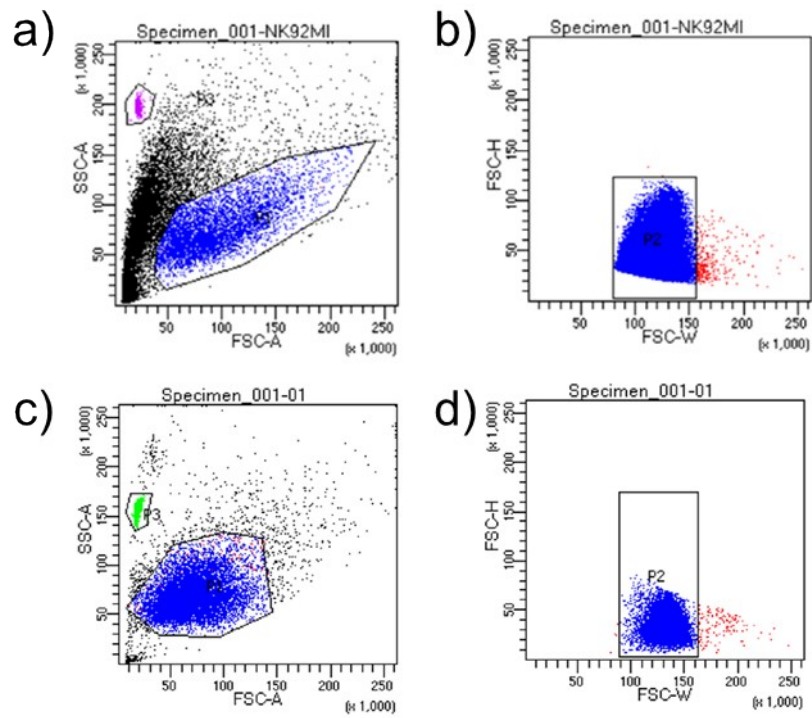 a)
Specimen_001-NK92MI
(x 1,000)
250
200
150
100
50
SSC-A
P3
50 100 150 200 250
FSC-A
(x 1,000)
b)
Specimen_001-NK92MI
(x 1,000)
250
200
150
100
50
FSC-H
P2
50 100 150 200 250
FSC-W
(x 1,000)
c)
Specimen_001-01
(x 1,000)
250
200
150
100
50
SSC-A
P3
50 100 150 200 250
FSC-A
(x 1,000)
d)
Specimen_001-01
(x 1,000)
250
200
150
100
50
FSC-H
P2
50 100 150 200 250
FSC-W
(x 1,000)